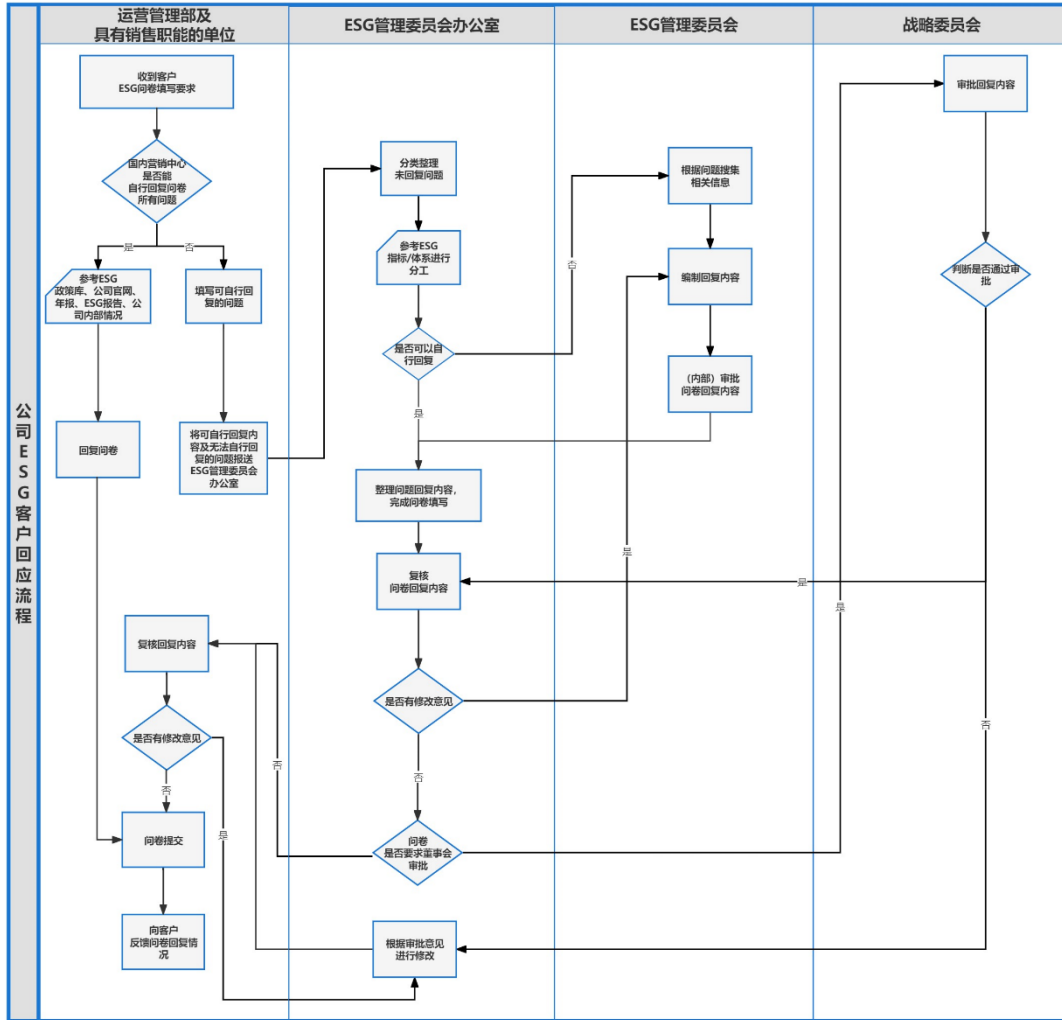 运营管理部及
具有销售职能的单位
ESG管理委员会办公室
ESG管理委员会
战略委员会
公司ESG客户回应流程
收到客户
ESG问卷填写要求
国内营销中心
是否能
自行回复问卷
所有问题
是
否
参考ESG
政策库、公司官网、
年报、ESG报告、公
司内部情况
填写可自行回
复的问题
回复问卷
将可自行回复内
容及无法自行回
复的问题报送
ESG管理委员会
办公室
复核回复内容
是否有修改意见
否
是
问卷提交
向客户
反馈问卷回复情
况
分类整理
未回复问题
参考ESG
指标/体系进行
分工
是否可以自
行回复
是
否
整理问题回复内容,
完成问卷填写
复核
问卷回复内容
是否有修改意见
否
是
问卷
是否要求董事会
审批
否
是
根据审批意见
进行修改
根据问题搜集
相关信息
编制回复内容
（内部）审批
问卷回复内容
审批回复内容
判断是否通过审
批
是
否